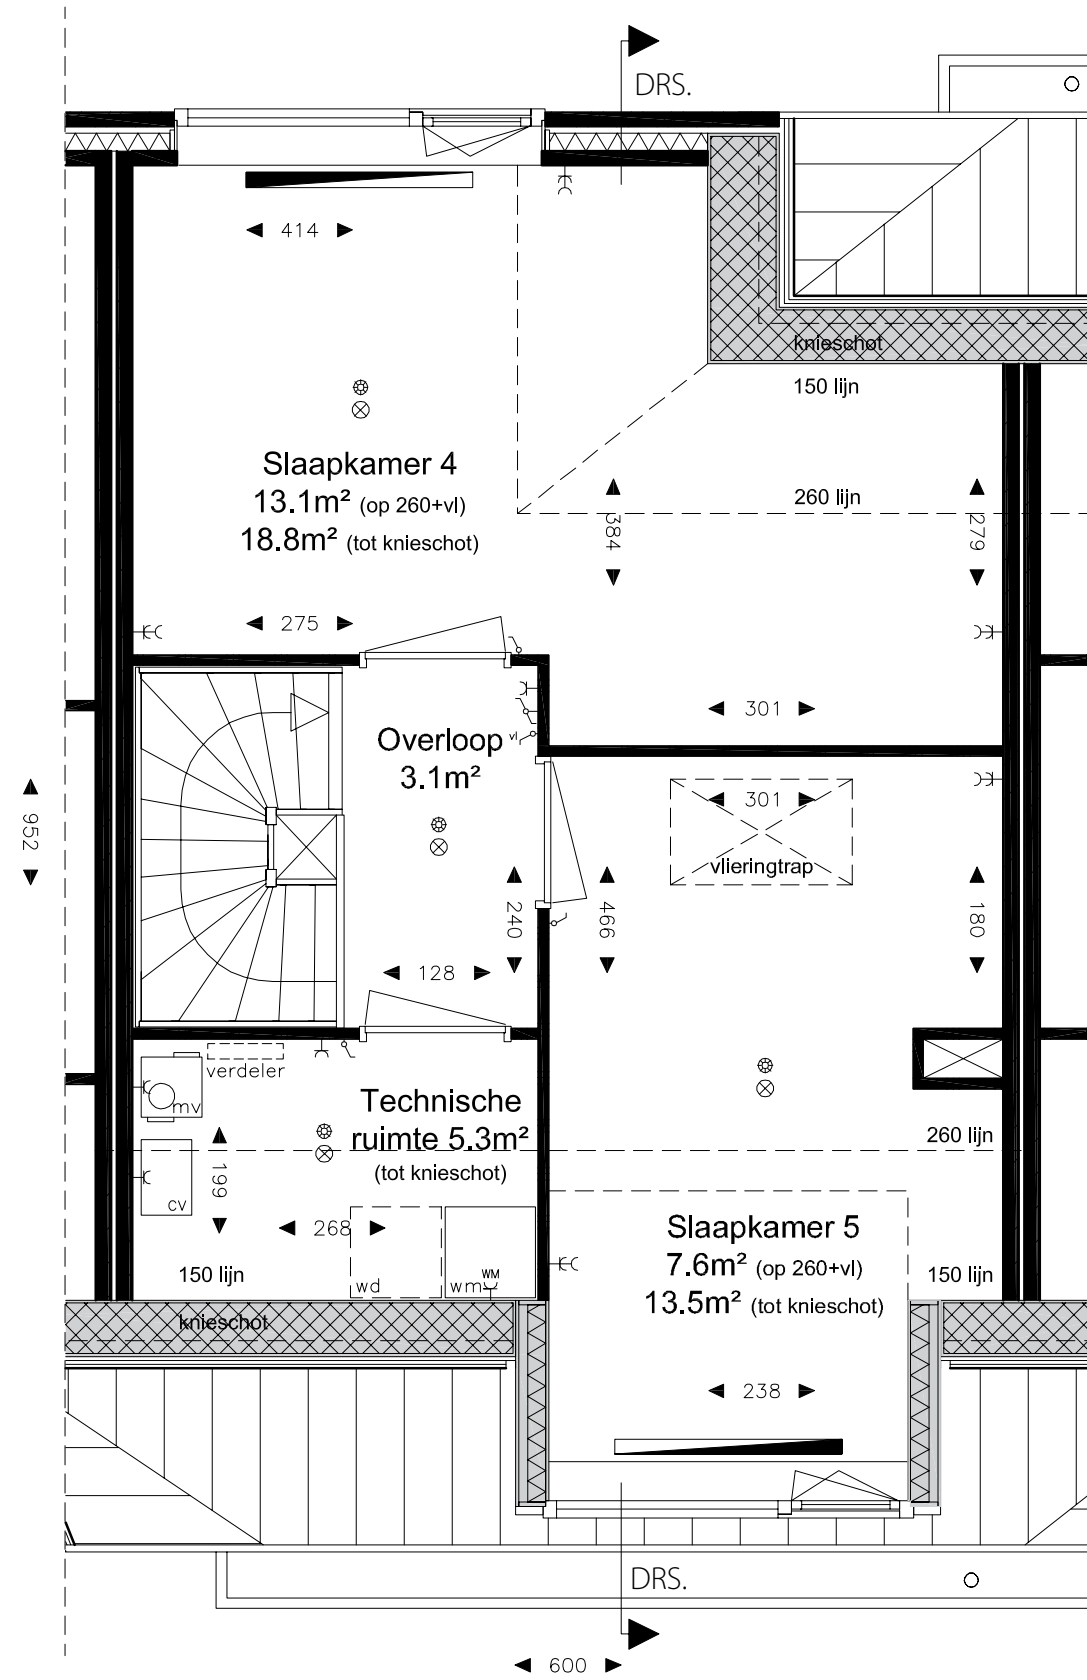 DRS.
knieschot
150 lijn
414
Slaapkamer 4
13.1m² (op 260+vl)
18.8m² (tot knieschot)
260 lijn
384
279
275
301
Overloop
3.1m²
vl
301
vlieringtrap
952
240
466
180
128
verdeler
mv
Technische
ruimte 5.3m²
(tot knieschot)
260 lijn
199
cv
268
Slaapkamer 5
7.6m² (op 260+vl)
13.5m² (tot knieschot)
150 lijn
150 lijn
wd
wm
WM
knieschot
238
DRS.
600